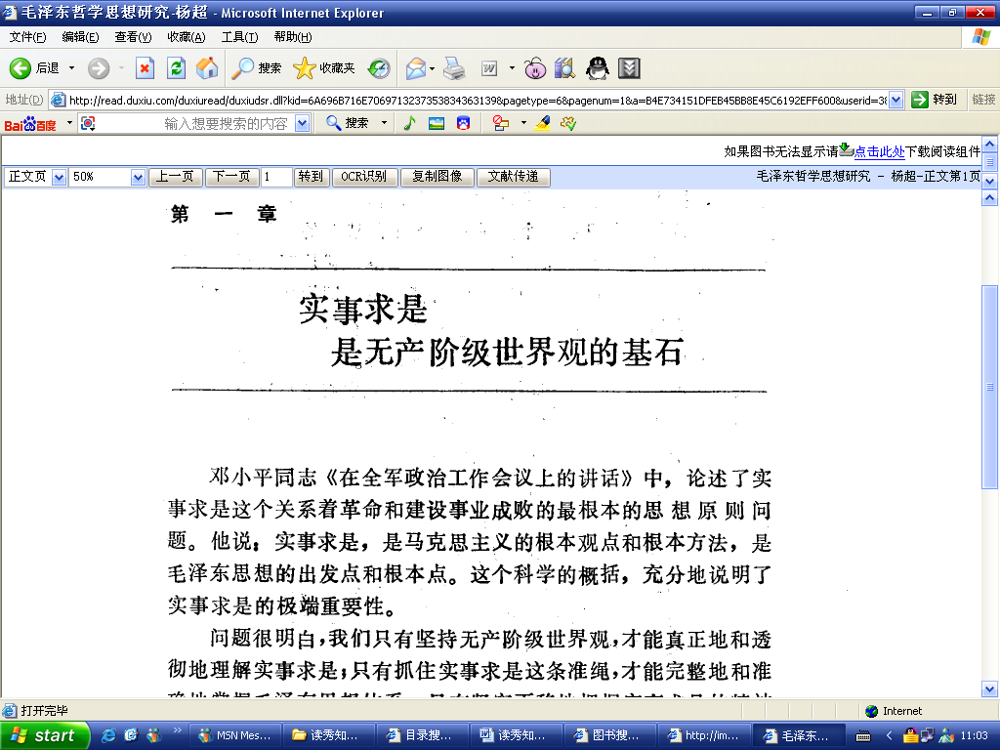 毛泽东哲学思想研究-杨超 - Microsoft Internet Explorer
文件(F) 编辑(E) 查看(V) 收藏(A) 工具(T) 帮助(H)
后退 搜索 收藏夹
地址(D) http://read.duxiu.com/duxiuread/duxiudsr.dll?kid=6A696B716E7069713237353834363139&pagetype=6&pagenum=1&a=B4E734151DFEB45BB8E45C6192EFF600&userid=38 转到 链接
Bai百度 输入想要搜索的内容 搜索
如果图书无法显示请点击此处下载阅读组件
正文页 50% 上一页 下一页 1 转到 OCR识别 复制图像 文献传递 毛泽东哲学思想研究 - 杨超-正文第1页
第一章
实事求是
是无产阶级世界观的基石
邓小平同志《在全军政治工作会议上的讲话》中，论述了实
事求是这个关系着革命和建设事业成败的最根本的思想原则问
题。他说：实事求是，是马克思主义的根本观点和根本方法，是
毛泽东思想的出发点和根本点。这个科学的概括，充分地说明了
实事求是的极端重要性。
问题很明白，我们只有坚持无产阶级世界观，才能真正地和透
彻地理解实事求是；只有抓住实事求是这条准绳，才能完整地和准
打开完毕 Internet
start MSN Mes... 读秀知... 目录搜... 读秀知... 图书搜... http://im... 毛泽东... 11:03